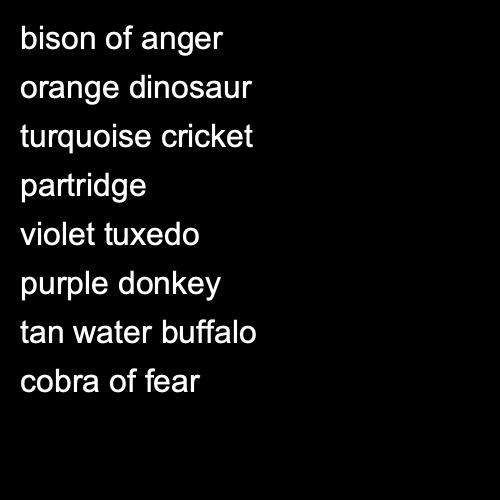 bison of anger
orange dinosaur
turquoise cricket
partridge
violet tuxedo
purple donkey
tan water buffalo
cobra of fear